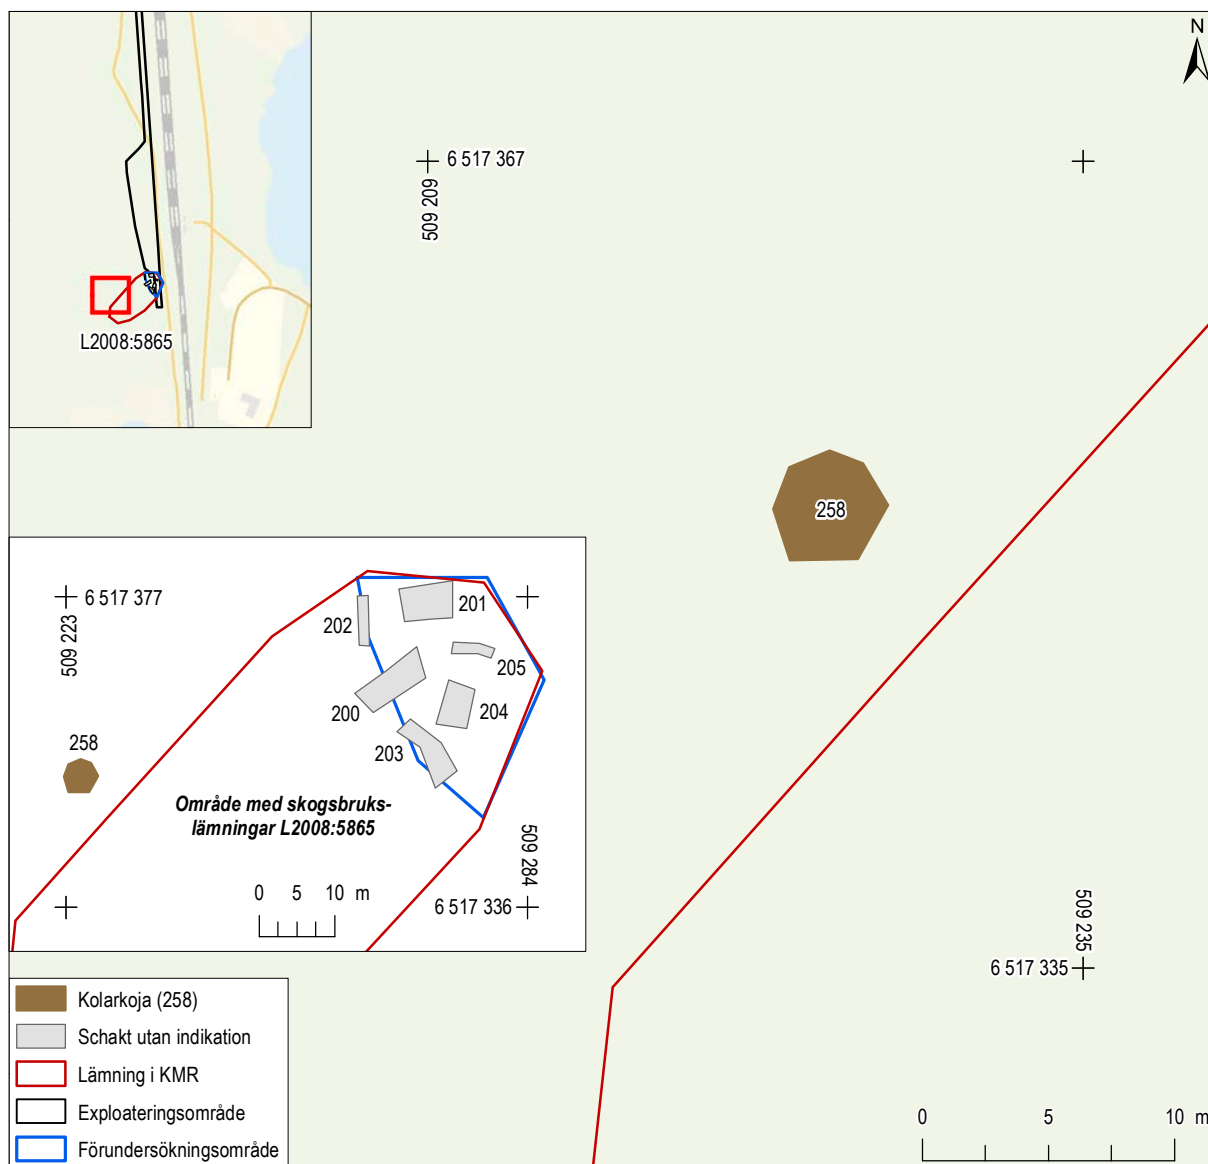 N
6 517 367
509 209
L2008:5865
258
6 517 377
509 223
201
202
205
200
204
203
258
Område med skogsbruks-
lämningar L2008:5865
509 284
0 5 10 m
6 517 336
509 235
6 517 335
Kolarkoja (258)
Schakt utan indikation
Lämning i KMR
Exploateringsområde
Förundersökningsområde
0 5 10 m